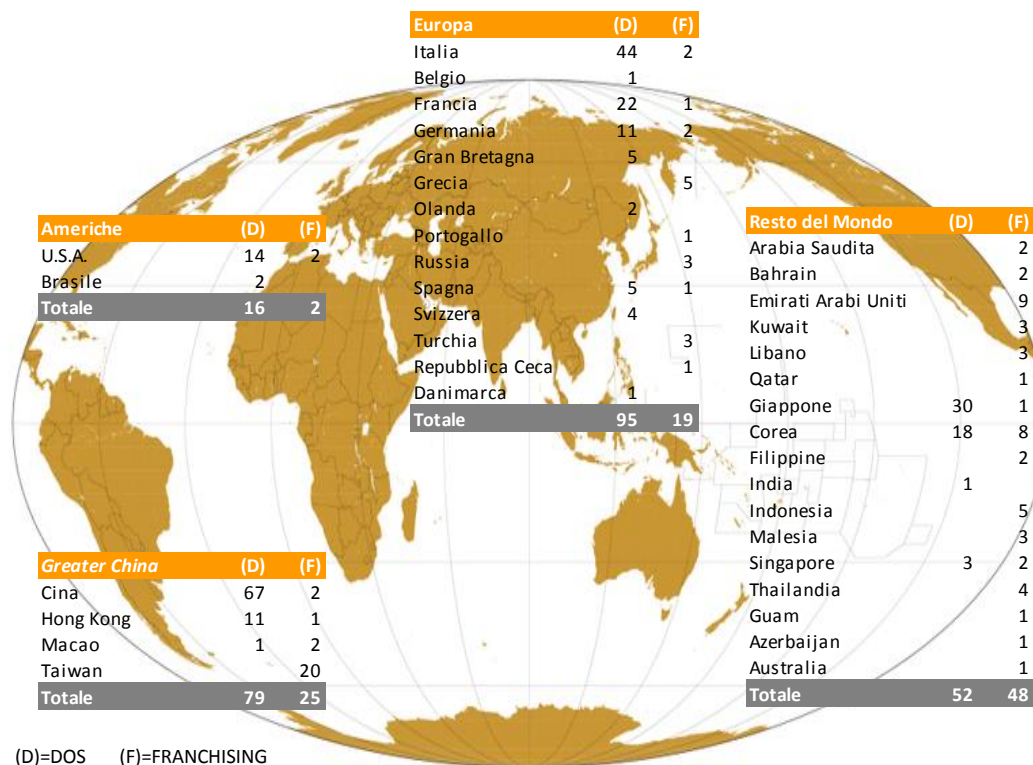 Europa (D) (F)
Italia 44 2
Belgio 1
Francia 22 1
Germania 11 2
Gran Bretagna 5
Grecia 5
Olanda 2
Portogallo 1
Russia 3
Spagna 5 1
Svizzera 4
Turchia 3
Repubblica Ceca 1
Danimarca 1
Totale 95 19
Americhe (D) (F)
U.S.A. 14 2
Brasile 2
Totale 16 2
Resto del Mondo (D) (F)
Arabia Saudita 2
Bahrain 2
Emirati Arabi Uniti 9
Kuwait 3
Libano 3
Qatar 1
Giappone 30 1
Corea 18 8
Filippine 2
India 1
Indonesia 5
Malesia 3
Singapore 3 2
Thailandia 4
Guam 1
Azerbaijan 1
Australia 1
Totale 52 48
Greater China (D) (F)
Cina 67 2
Hong Kong 11 1
Macao 1 2
Taiwan 20
Totale 79 25
(D)=DOS (F)=FRANCHISING